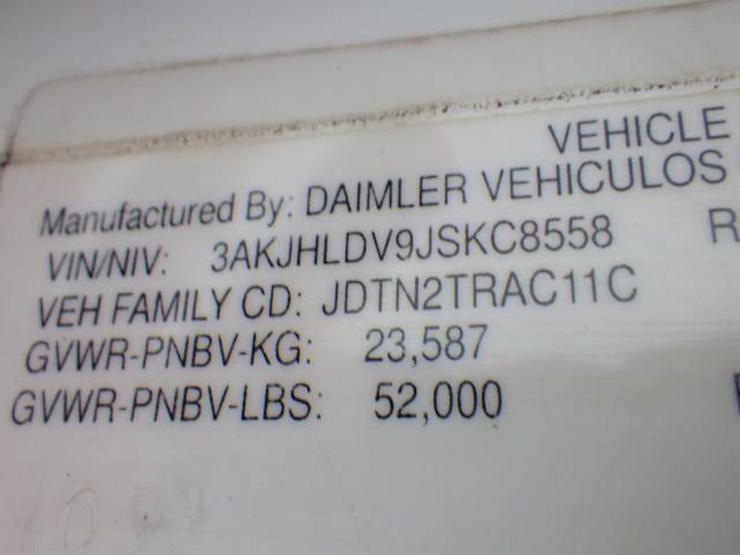 VEHICLE
Manufactured By: DAIMLER VEHICULOS
VIN/NIV: 3AKJHLDV9JSKC8558 R
VEH FAMILY CD: JDTN2TRAC11C
GVWR-PNBV-KG: 23,587
GVWR-PNBV-LBS: 52,000